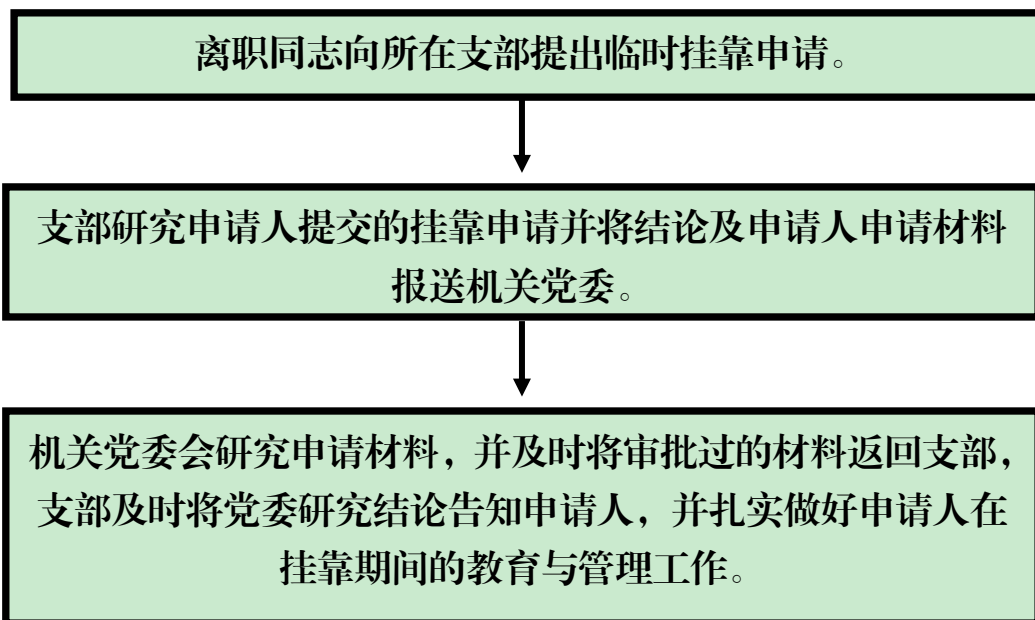 离职同志向所在支部提出临时挂靠申请。
支部研究申请人提交的挂靠申请并将结论及申请人申请材料
报送机关党委。
机关党委会研究申请材料，并及时将审批过的材料返回支部，
支部及时将党委研究结论告知申请人，并扎实做好申请人在
挂靠期间的教育与管理工作。